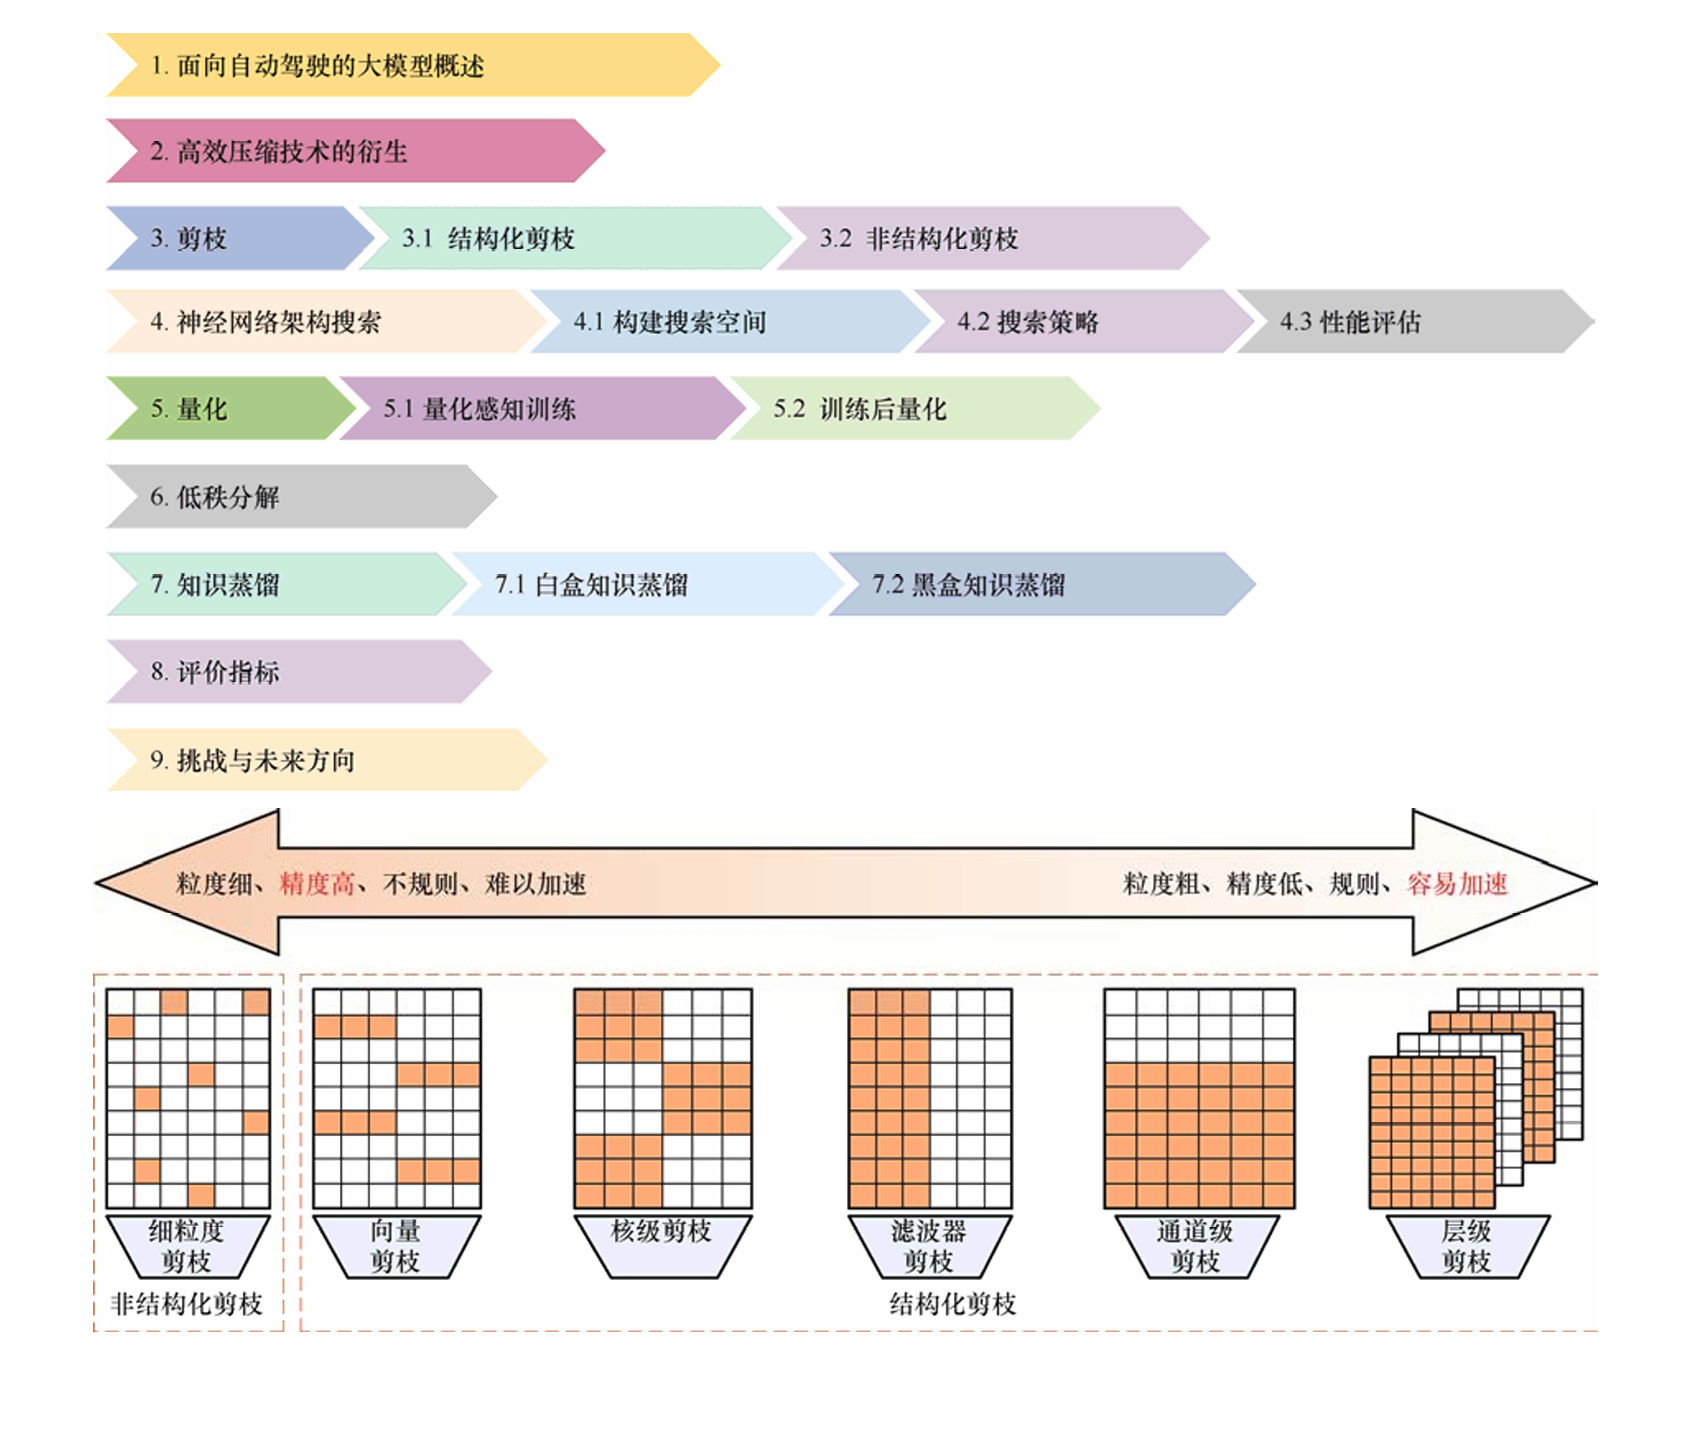 1. 面向自动驾驶的大模型概述
2. 高效压缩技术的衍生
3. 剪枝
3.1 结构化剪枝
3.2 非结构化剪枝
4. 神经网络架构搜索
4.1 构建搜索空间
4.2 搜索策略
4.3 性能评估
5. 量化
5.1 量化感知训练
5.2 训练后量化
6. 低秩分解
7. 知识蒸馏
7.1 白盒知识蒸馏
7.2 黑盒知识蒸馏
8. 评价指标
9. 挑战与未来方向
粒度细、精度高、不规则、难以加速
粒度粗、精度低、规则、容易加速
细粒度
剪枝
向量
剪枝
核级剪枝
滤波器
剪枝
通道级
剪枝
层级
剪枝
非结构化剪枝
结构化剪枝